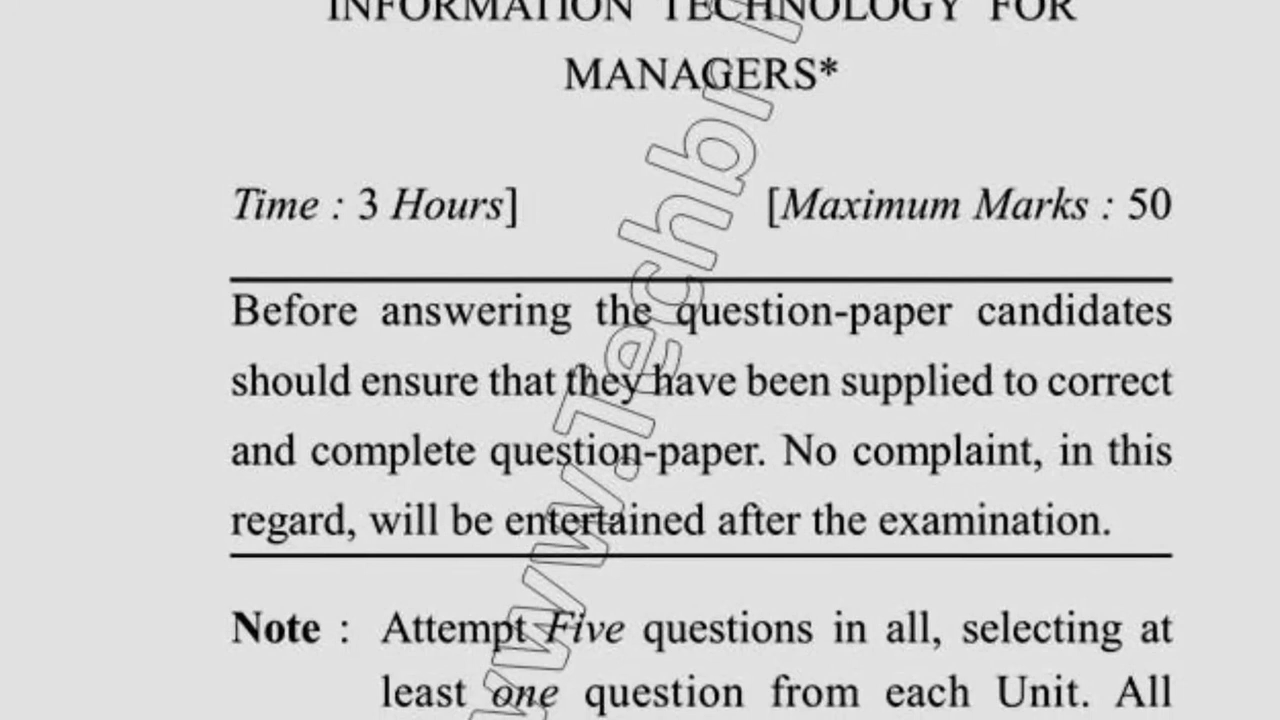 INFORMATION TECHNOLOGY FOR
MANAGERS*
Time : 3 Hours] [Maximum Marks : 50
Before answering the question-paper candidates
should ensure that they have been supplied to correct
and complete question-paper. No complaint, in this
regard, will be entertained after the examination.
Note : Attempt Five questions in all, selecting at
least one question from each Unit. All
www.Techbr